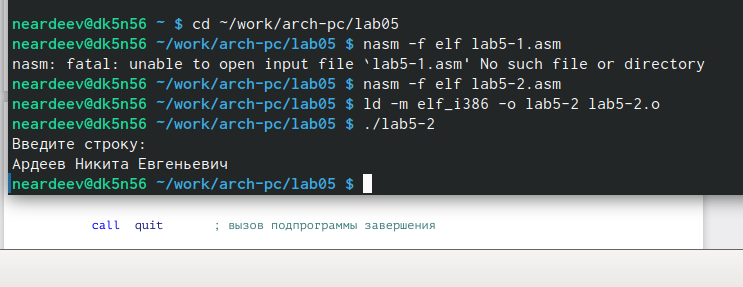 neardeev@dk5n56 ~ $ cd ~/work/arch-pc/lab05
neardeev@dk5n56 ~/work/arch-pc/lab05 $ nasm -f elf lab5-1.asm
nasm: fatal: unable to open input file `lab5-1.asm' No such file or directory
neardeev@dk5n56 ~/work/arch-pc/lab05 $ nasm -f elf lab5-2.asm
neardeev@dk5n56 ~/work/arch-pc/lab05 $ ld -m elf_i386 -o lab5-2 lab5-2.o
neardeev@dk5n56 ~/work/arch-pc/lab05 $ ./lab5-2
Введите строку:
Ардеев Никита Евгеньевич
neardeev@dk5n56 ~/work/arch-pc/lab05 $
call quit ; вызов подпрограммы завершения